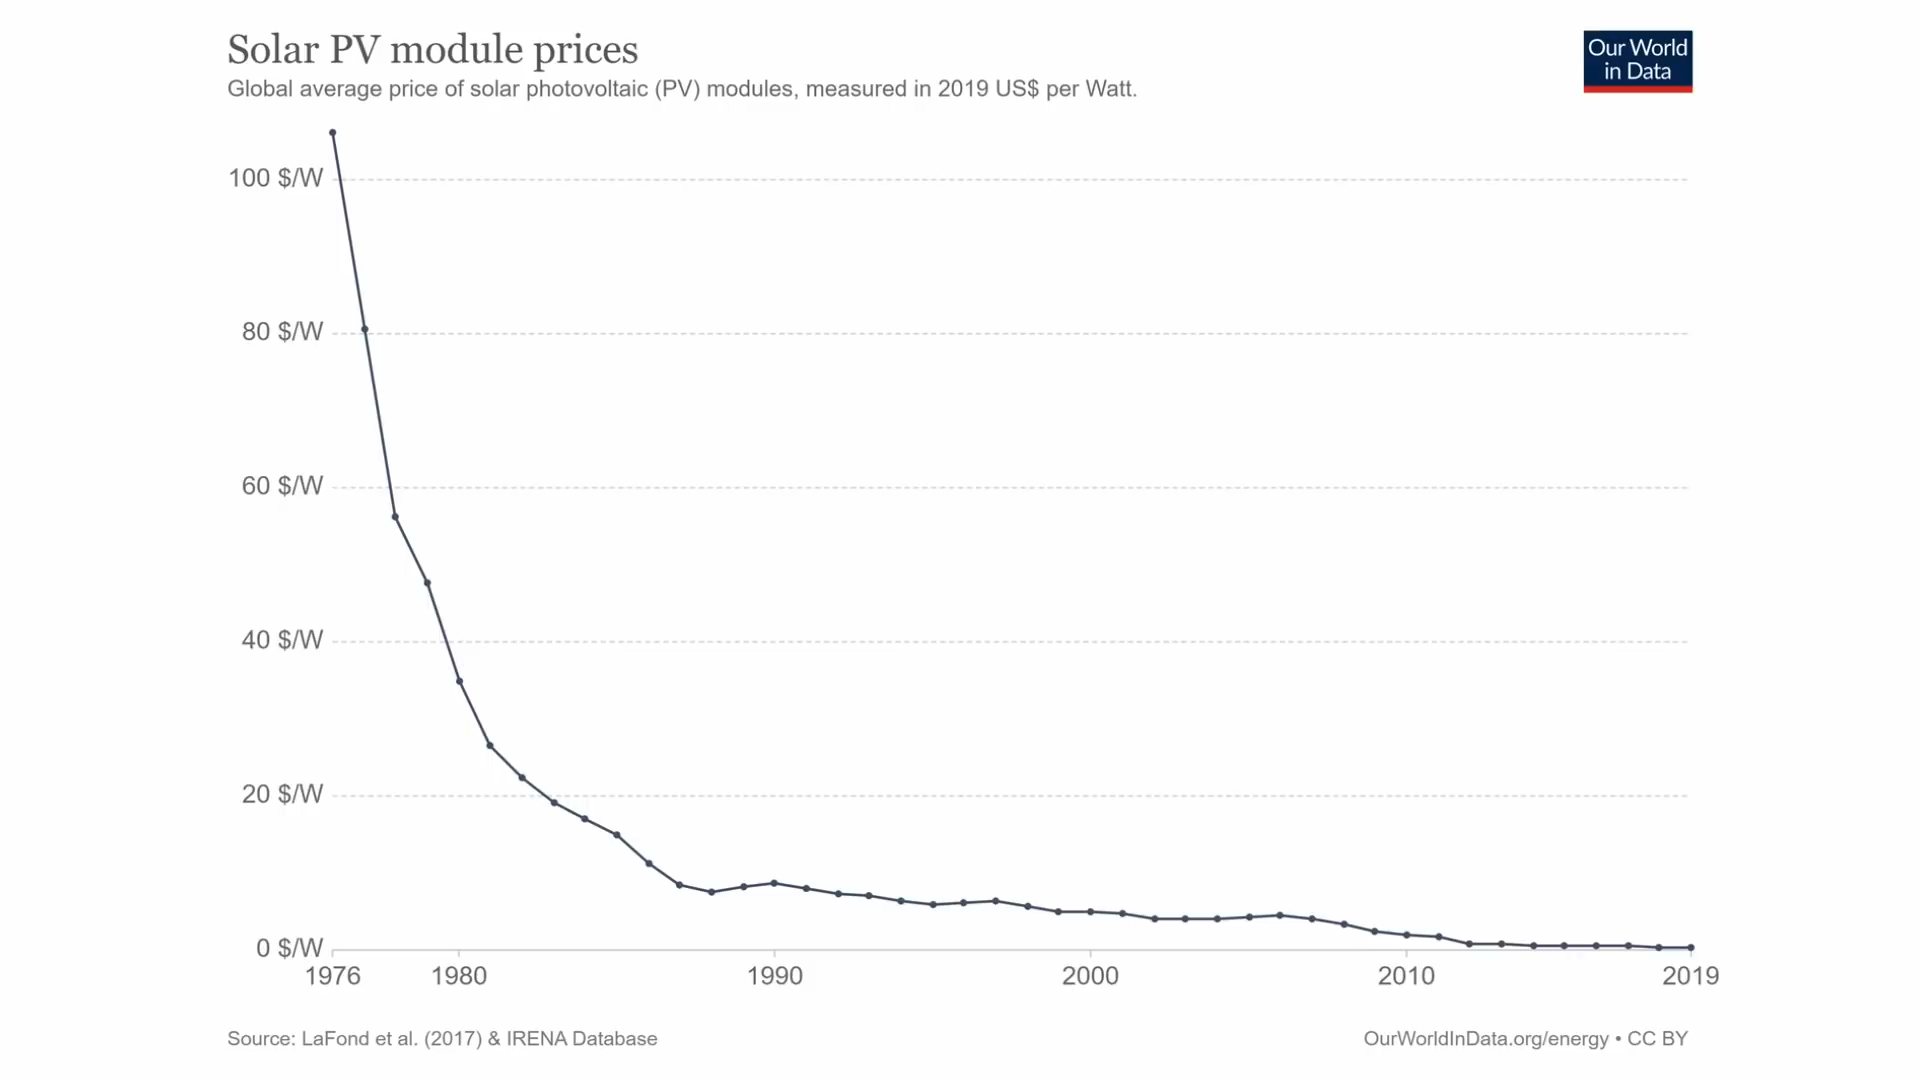 Solar PV module prices
Global average price of solar photovoltaic (PV) modules, measured in 2019 US$ per Watt.
Our World
in Data
100 $/W
80 $/W
60 $/W
40 $/W
20 $/W
0 $/W
1976
1980
1990
2000
2010
2019
Source: LaFond et al. (2017) & IRENA Database
OurWorldInData.org/energy • CC BY